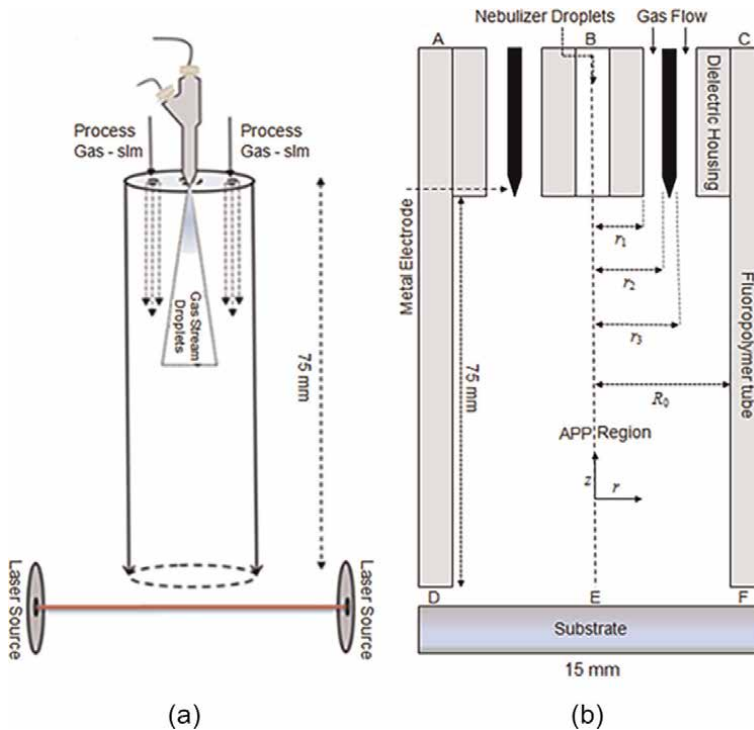 Process
Gas - slm
Process
Gas - slm
Gas Stream
Droplets
75 mm
Laser Source
Laser Source
(a)
Nebulizer Droplets
Gas Flow
A
B
C
Dielectric Housing
Metal Electrode
r1
r2
r3
R0
Fluoropolymer tube
75 mm
APP Region
z
r
D
E
F
Substrate
15 mm
(b)